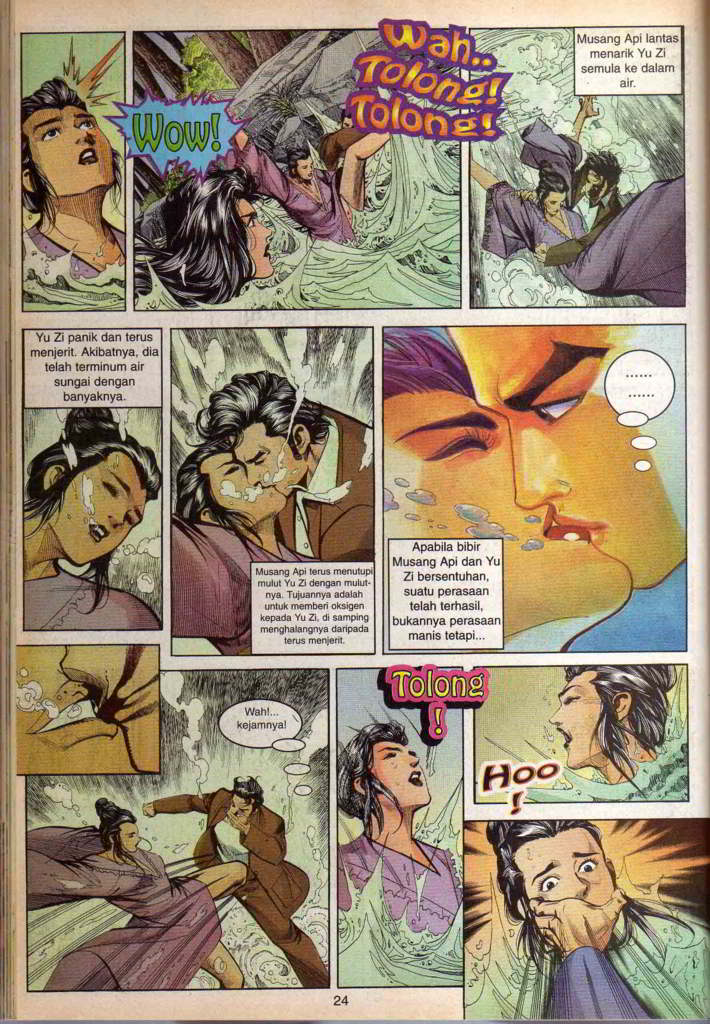 Wow!
Wah..
Tolong!
Tolong!
Musang Api lantas
menarik Yu Zi
semula ke dalam
air.
Yu Zi panik dan terus
menjerit. Akibatnya, dia
telah terminum air
sungai dengan
banyaknya.
Musang Api terus menutupi
mulut Yu Zi dengan mulut-
nya. Tujuannya adalah
untuk memberi oksigen
kepada Yu Zi, di samping
menghalangnya daripada
terus menjerit.
......
......
Apabila bibir
Musang Api dan Yu
Zi bersentuhan,
suatu perasaan
telah terhasil,
bukannya perasaan
manis tetapi...
Wah!...
kejamnya!
Tolong
!
Hoo
!
24